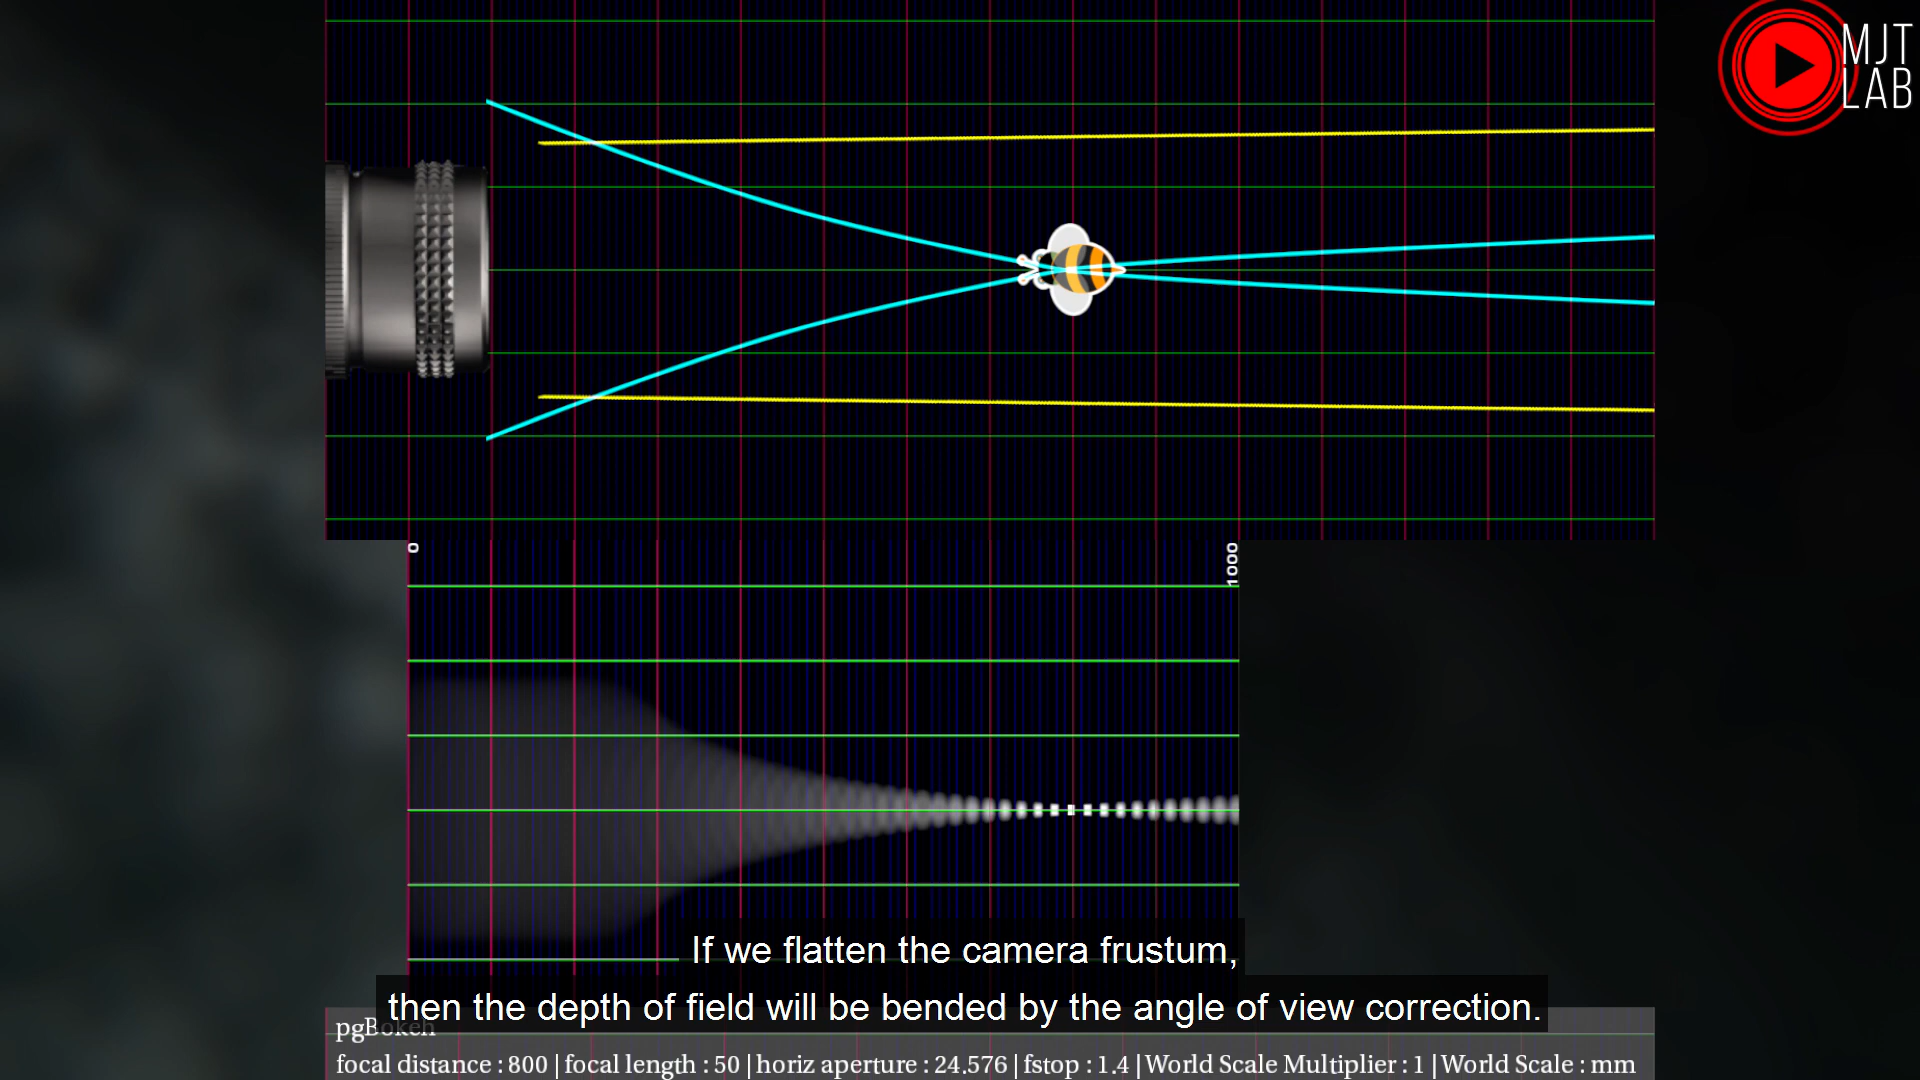 MJT
LAB
0
1000
If we flatten the camera frustum,
then the depth of field will be bended by the angle of view correction.
pgBokeh
focal distance : 800 | focal length : 50 | horiz aperture : 24.576 | fstop : 1.4 | World Scale Multiplier : 1 | World Scale : mm